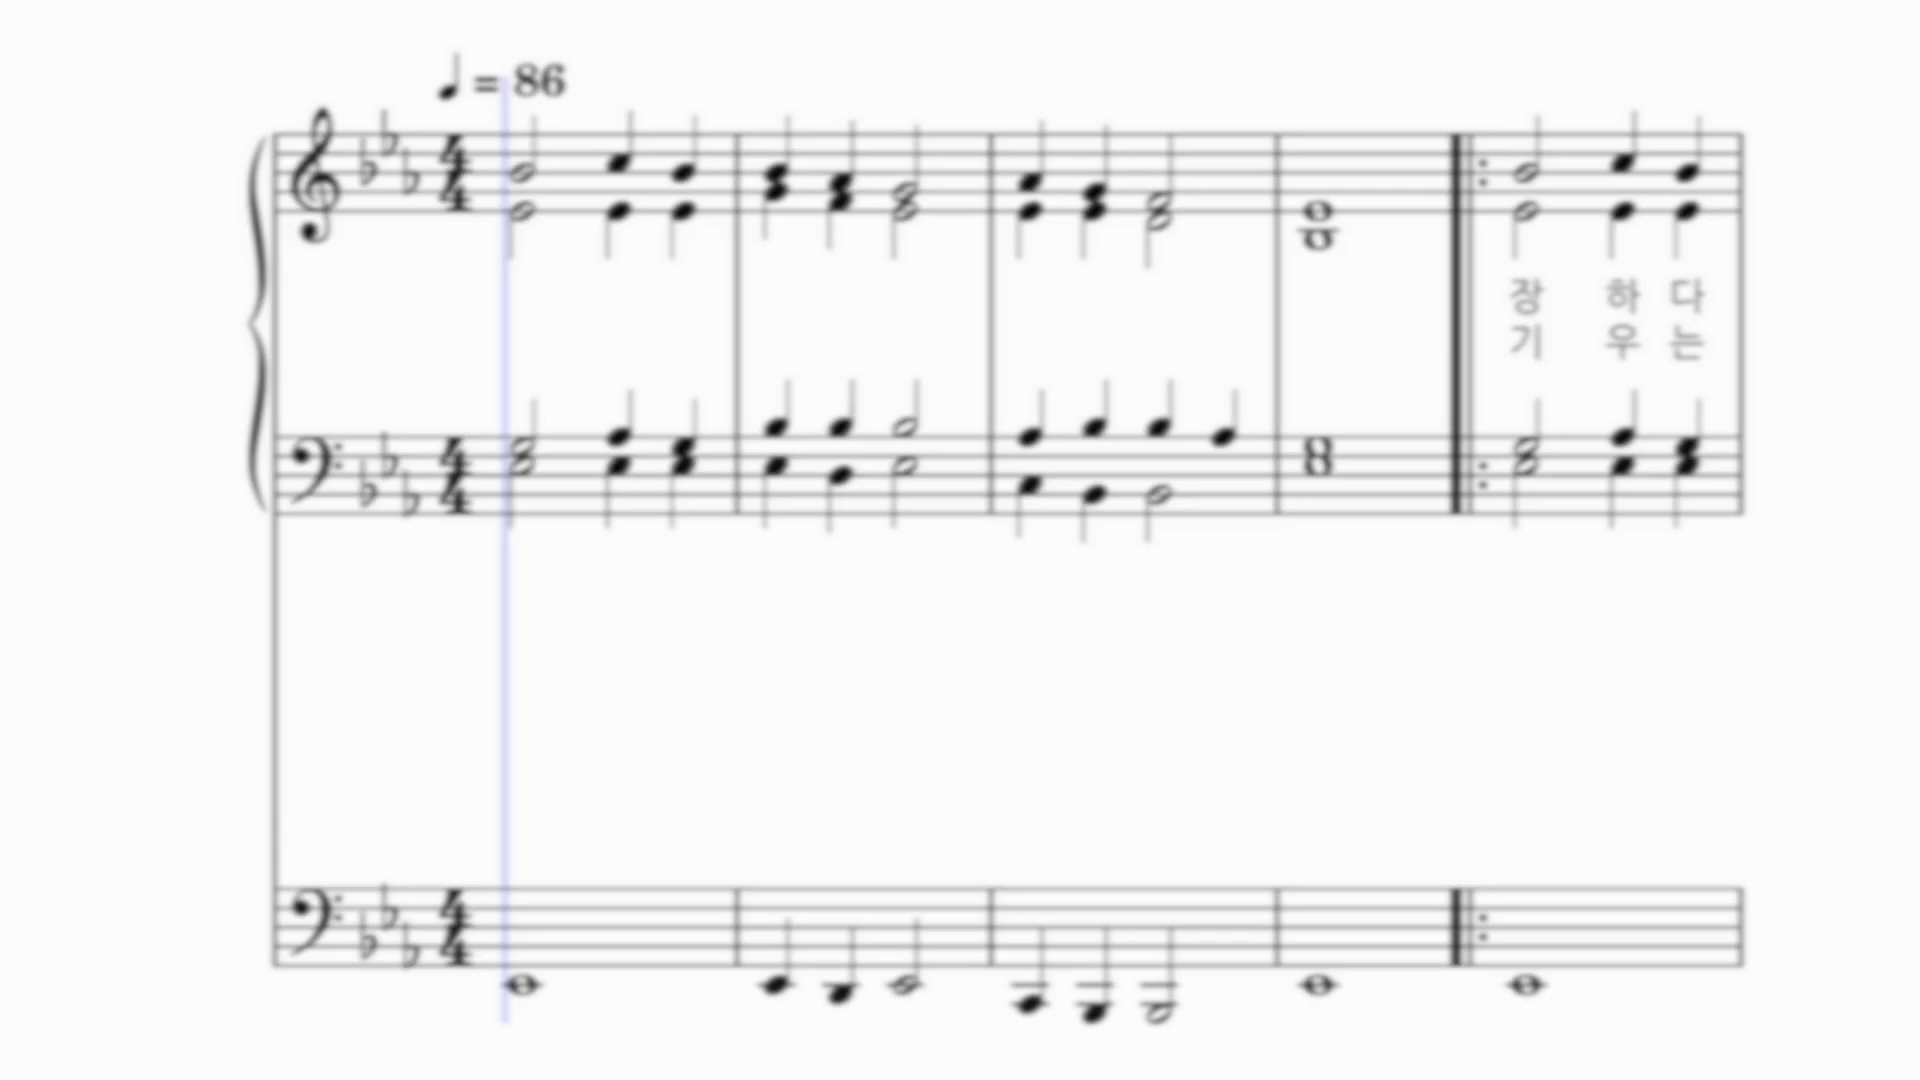 ♩ = 86
장 하 다
기 우 는